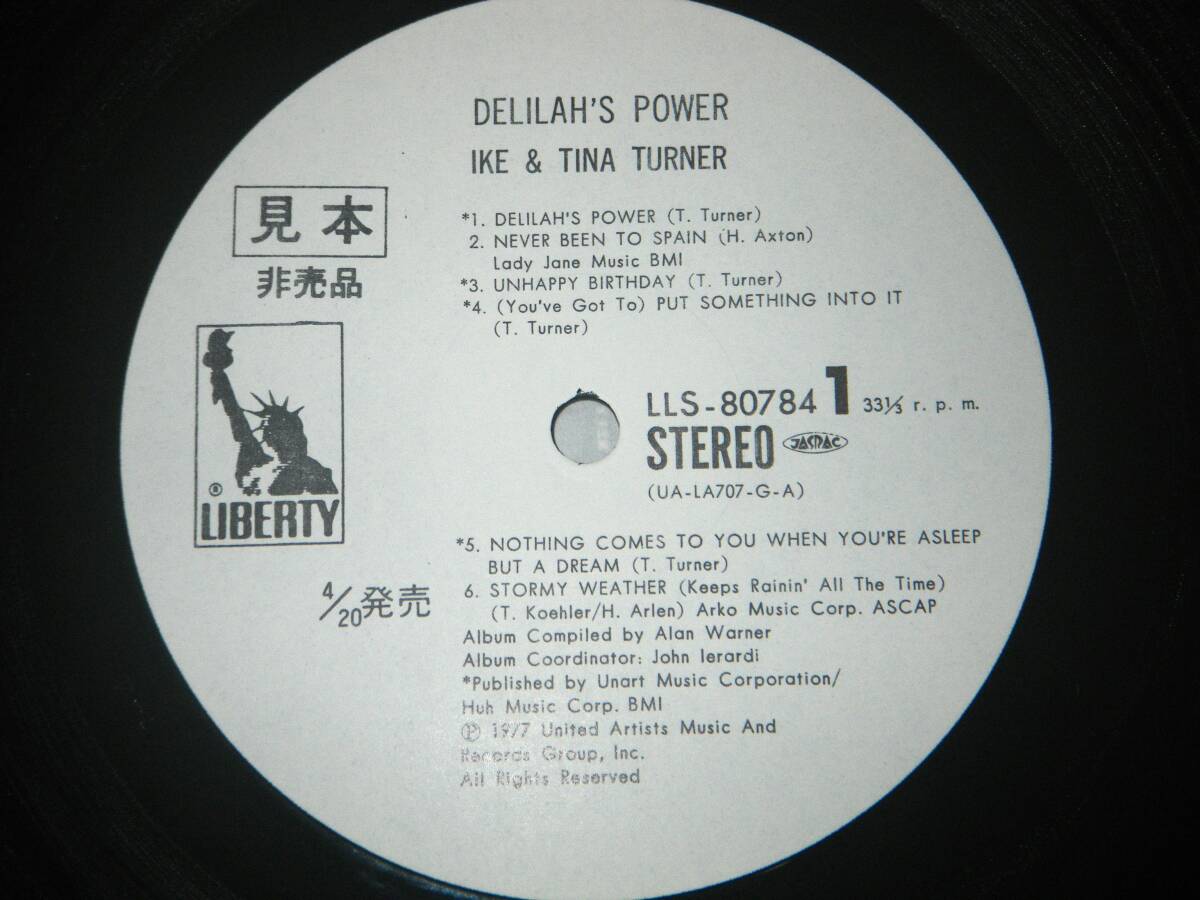 DELILAH'S POWER
IKE & TINA TURNER
見本
非売品
*1. DELILAH'S POWER (T. Turner)
2. NEVER BEEN TO SPAIN (H. Axton)
Lady Jane Music BMI
*3. UNHAPPY BIRTHDAY (T. Turner)
*4. (You've Got To) PUT SOMETHING INTO IT
(T. Turner)
® LIBERTY
LLS-80784 1 33⅓ r. p. m.
STEREO JASRAC
(UA-LA707-G-A)
4/20発売
*5. NOTHING COMES TO YOU WHEN YOU'RE ASLEEP
BUT A DREAM (T. Turner)
6. STORMY WEATHER (Keeps Rainin' All The Time)
(T. Koehler/H. Arlen) Arko Music Corp. ASCAP
Album Compiled by Alan Warner
Album Coordinator: John Ierardi
*Published by Unart Music Corporation/
Huh Music Corp. BMI
℗ 1977 United Artists Music And
Records Group, Inc.
All Rights Reserved